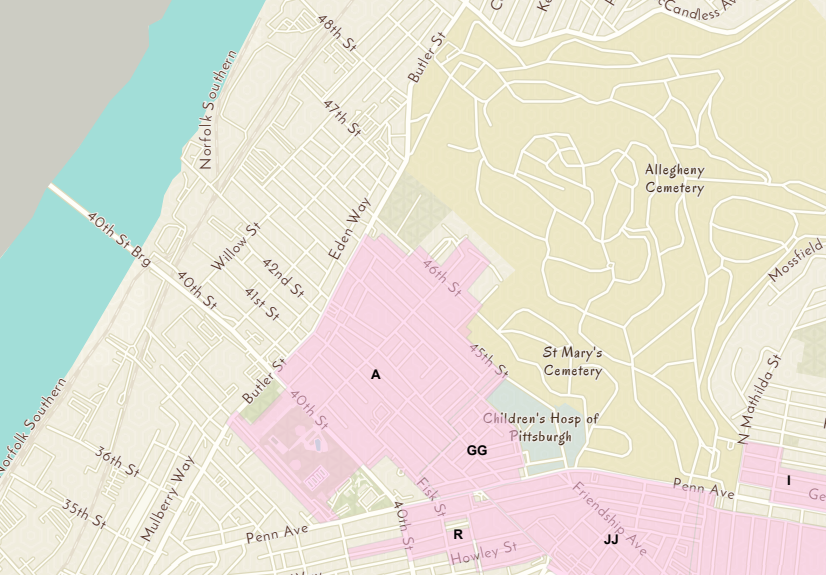 48th St
Butler St
Candless Av
Norfolk Southern
47th St
Allegheny
Cemetery
40th St Brg
Willow St
Eden Way
42nd St
46th St
Mossfield
40th St
41st St
45th St
St Mary's
Cemetery
Butler St
A
40th St
Norfolk Southern
Children's Hosp of
Pittsburgh
N Mathilda St
36th St
Mulberry Way
GG
I
Penn Ave
Ge
35th St
Fisk St
40th St
Friendship Ave
Penn Ave
R
Howley St
JJ